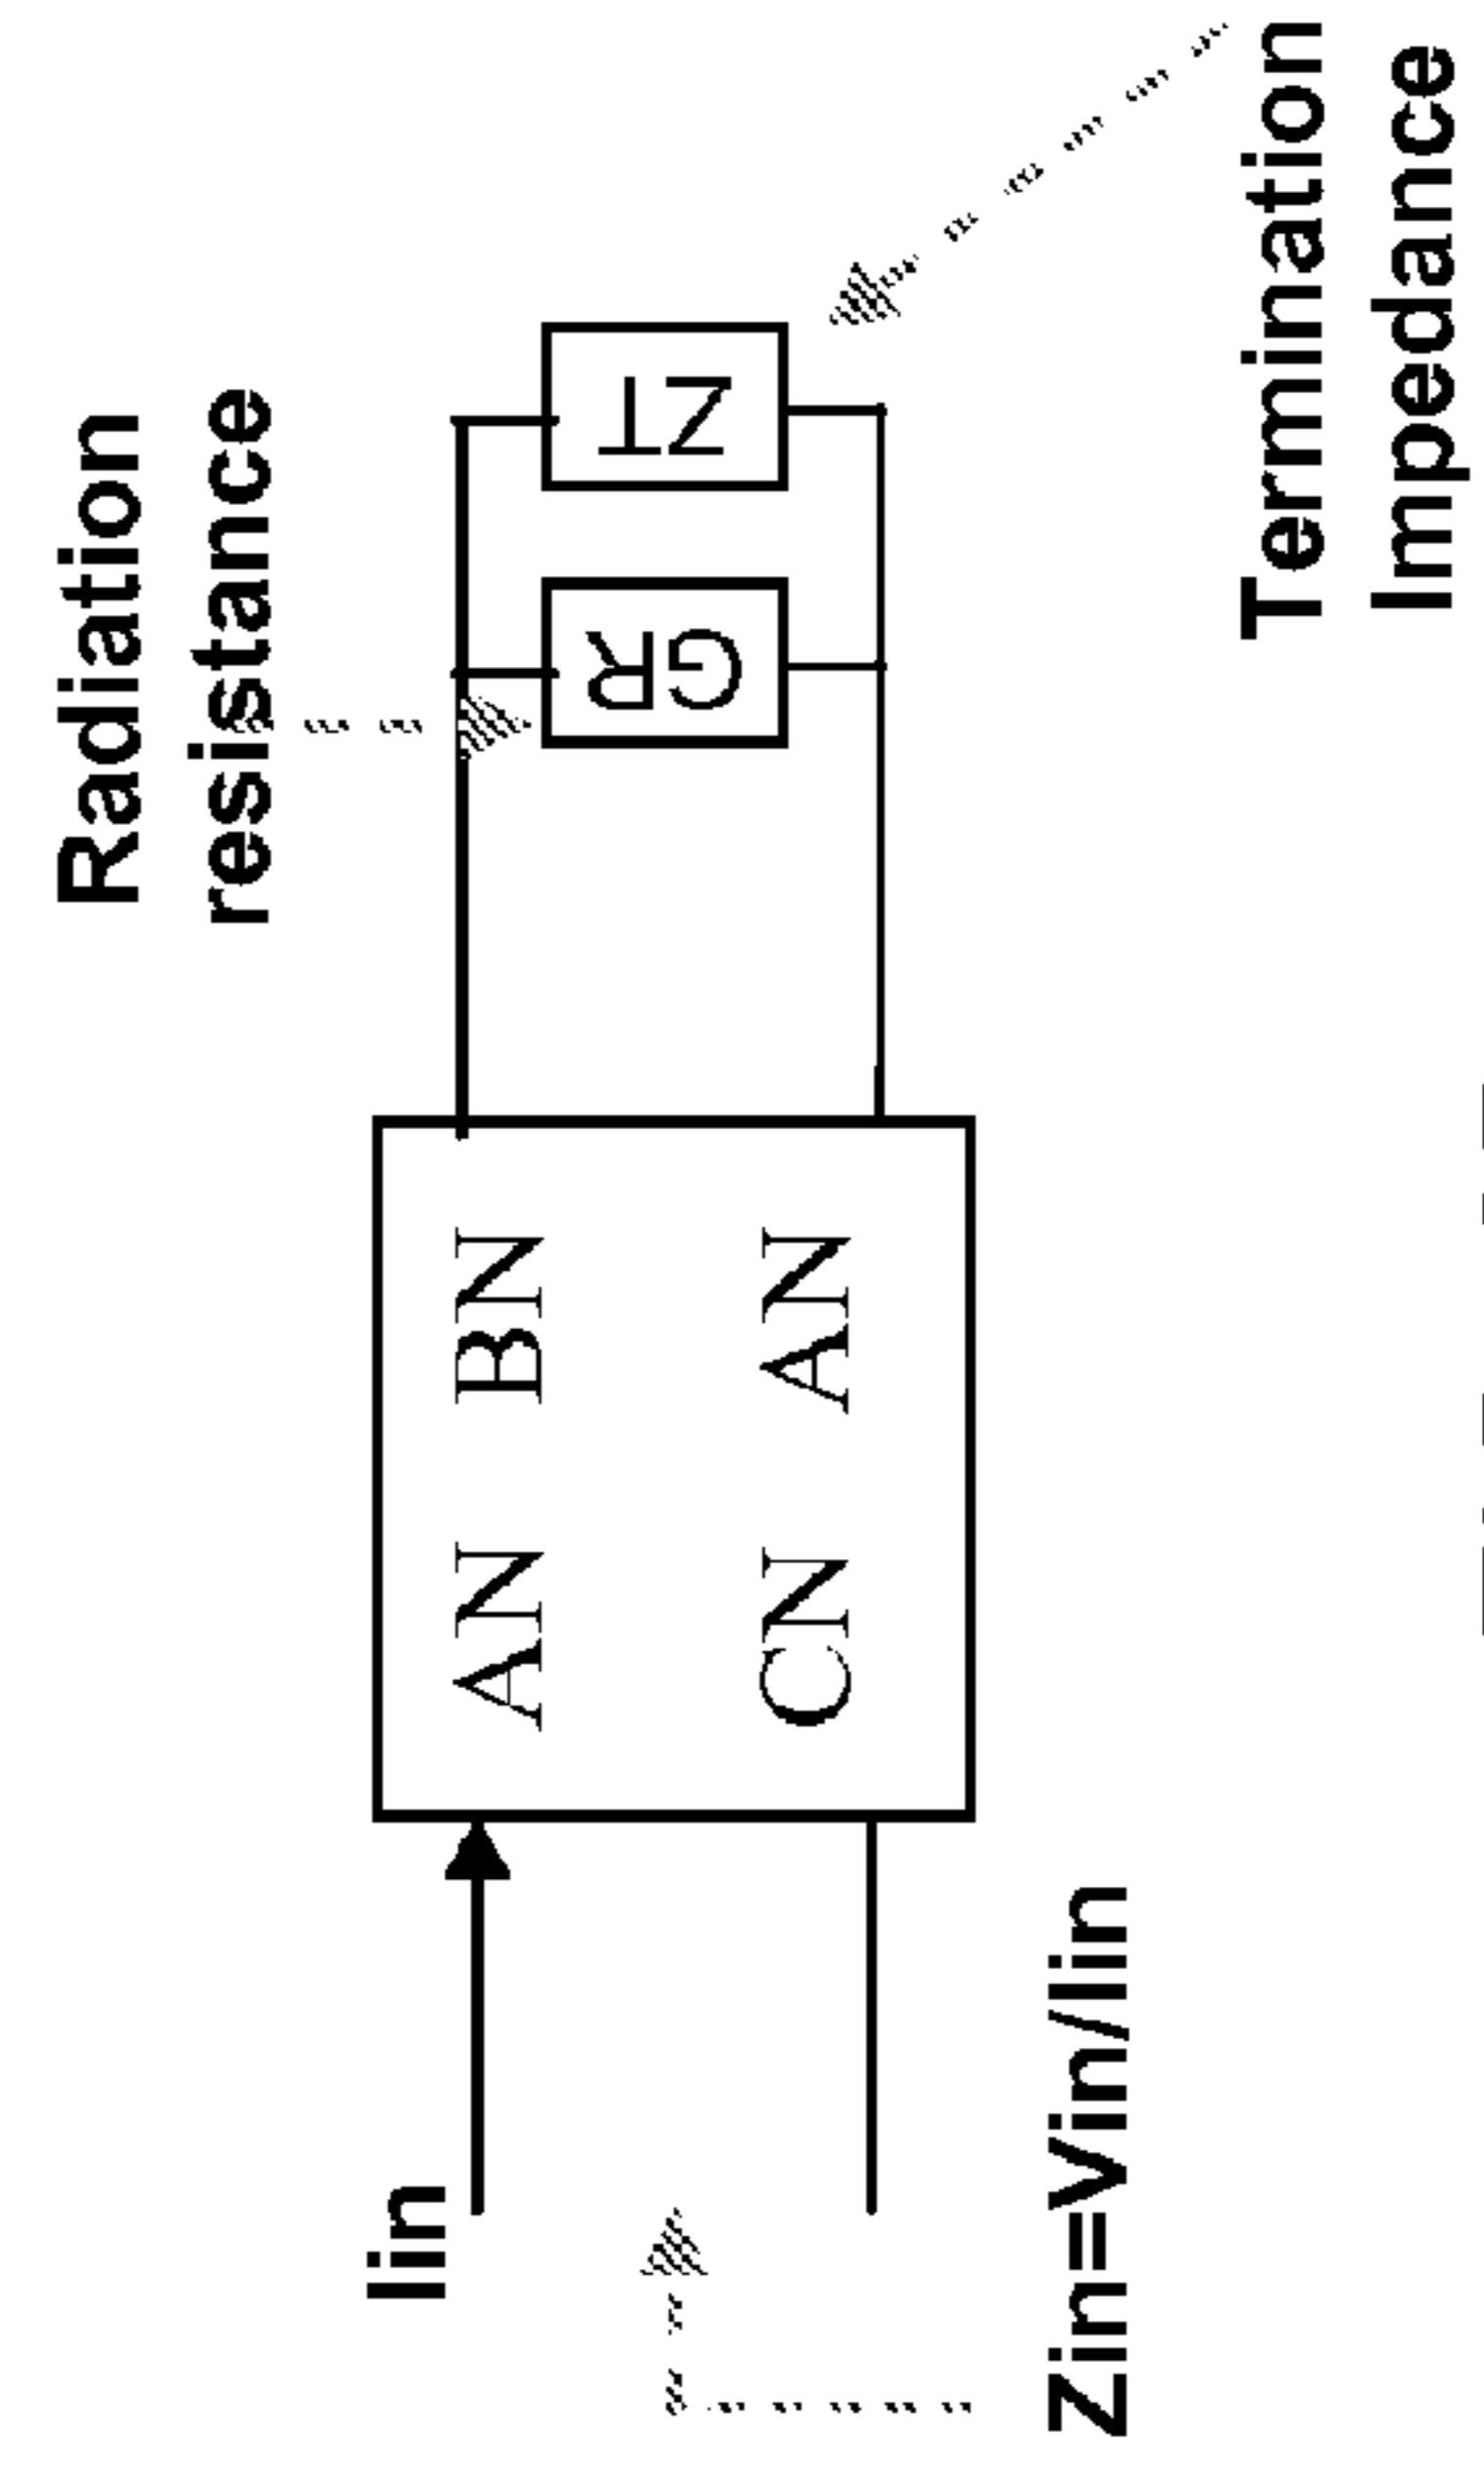 Radiation
resistance
Iin
AN BN
CN AN
GR
ZT
Zin=Vin/Iin
Termination
Impedance